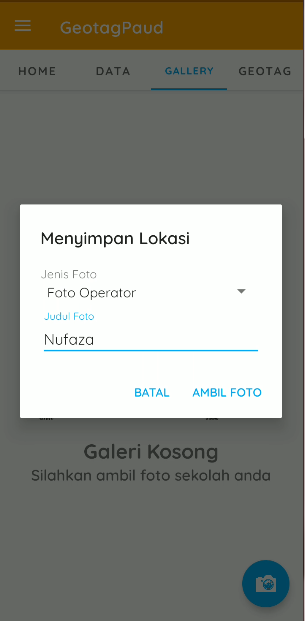 GeotagPaud
HOME DATA GALLERY GEOTAG
Menyimpan Lokasi
Jenis Foto
Foto Operator
Judul Foto
Nufaza
BATAL AMBIL FOTO
Galeri Kosong
Silahkan ambil foto sekolah anda